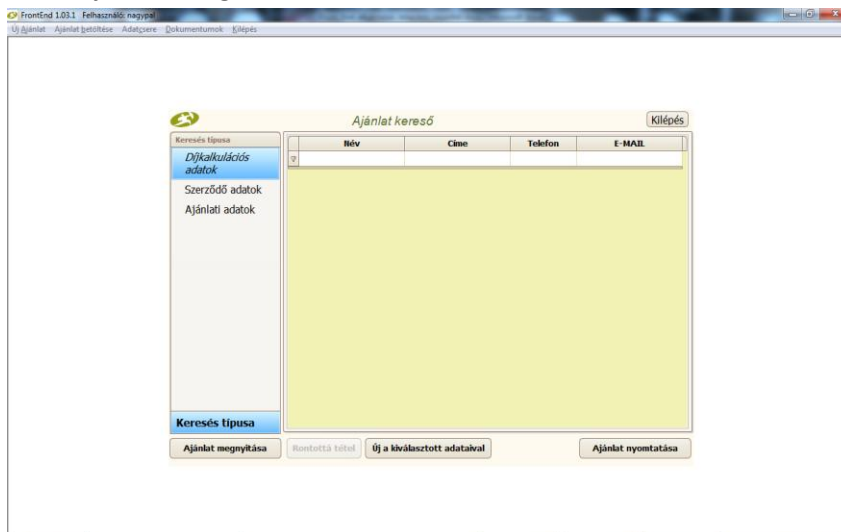 FrontEnd 1.03.1 Felhasználó: nagypal
Új Ajánlat Ajánlat betöltése Adatcsere Dokumentumok Kilépés
Ajánlat kereső
Kilépés
Keresés típusa
Név Címe Telefon E-MAIL
Díjkalkulációs
adatok
Szerződő adatok
Ajánlati adatok
Keresés típusa
Ajánlat megnyitása Rontottá tétel Új a kiválasztott adataival Ajánlat nyomtatása